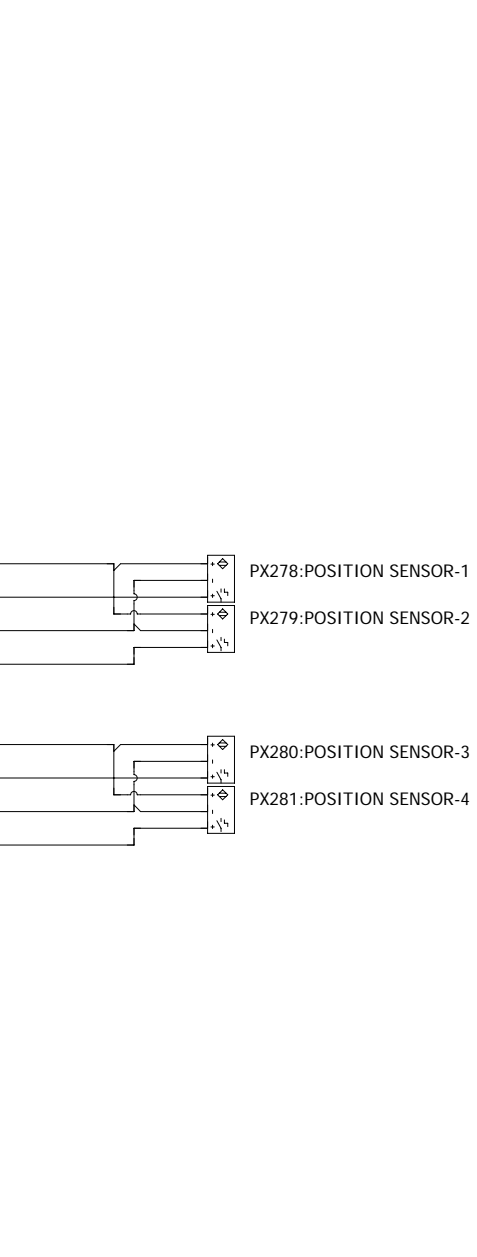 PX278:POSITION SENSOR-1
PX279:POSITION SENSOR-2
PX280:POSITION SENSOR-3
PX281:POSITION SENSOR-4